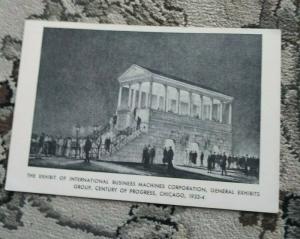 THE EXHIBIT OF INTERNATIONAL BUSINESS MACHINES CORPORATION, GENERAL EXHIBITS
GROUP, CENTURY OF PROGRESS, CHICAGO, 1933-4